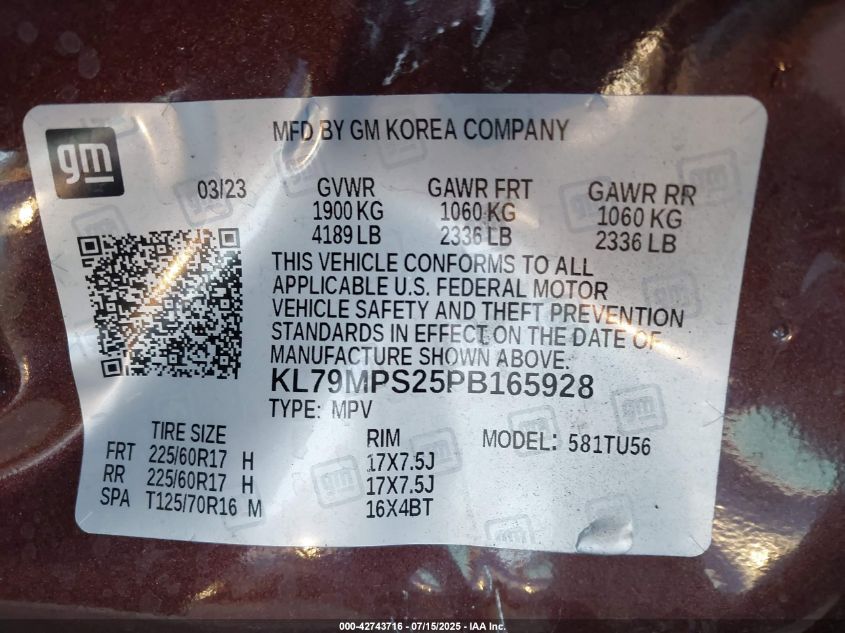 gm
MFD BY GM KOREA COMPANY
03/23
GVWR GAWR FRT GAWR RR
1900 KG 1060 KG 1060 KG
4189 LB 2336 LB 2336 LB
THIS VEHICLE CONFORMS TO ALL
APPLICABLE U.S. FEDERAL MOTOR
VEHICLE SAFETY AND THEFT PREVENTION
STANDARDS IN EFFECT ON THE DATE OF
MANUFACTURE SHOWN ABOVE.
KL79MPS25PB165928
TYPE: MPV
MODEL: 581TU56
TIRE SIZE RIM
FRT 225/60R17 H 17X7.5J
RR 225/60R17 H 17X7.5J
SPA T125/70R16 M 16X4BT
000-42743716 - 07/15/2025 - IAA Inc.